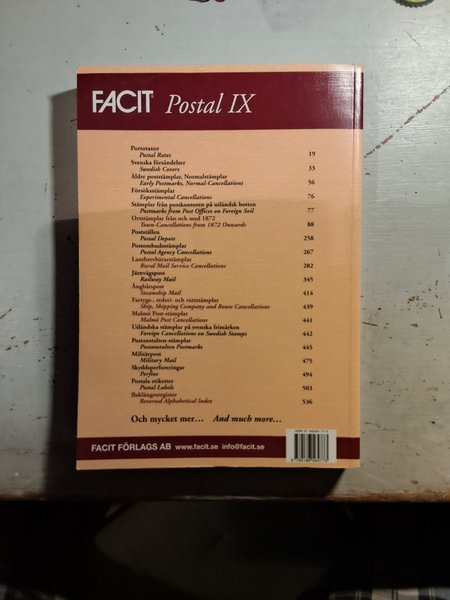 FACIT Postal IX
Portotaxor
Postal Rates 19
Svenska försändelser
Swedish Covers 33
Äldre poststämplar, Normalstämplar
Early Postmarks, Normal-Cancellations 56
Försöksstämplar
Experimental Cancellations 76
Stämplar från postkontoren på utländsk botten
Postmarks from Post Offices on Foreign Soil 77
Ortstämplar från och med 1872
Town-Cancellations from 1872 Onwards 88
Postställen
Postal Depots 258
Postombudsstämplar
Postal Agency Cancellations 267
Lantbrevbärarstämplar
Rural Mail Service Cancellations 282
Järnvägspost
Railway Mail 345
Ångbåtspost
Steamship Mail 414
Fartygs-, rederi- och ruttstämplar
Ship, Shipping Company and Route Cancellations 439
Malmö Post-stämplar
Malmö Post Cancellations 441
Utländska stämplar på svenska frimärken
Foreign Cancellations on Swedish Stamps 442
Postanstalten-stämplar
Postanstalten Postmarks 445
Militärpost
Military Mail 475
Skyddsperforeringar
Perfins 494
Postala etiketter
Postal Labels 503
Baklängesregister
Reversed Alphabetical Index 536
Och mycket mer... And much more...
FACIT FÖRLAGS AB www.facit.se info@facit.se